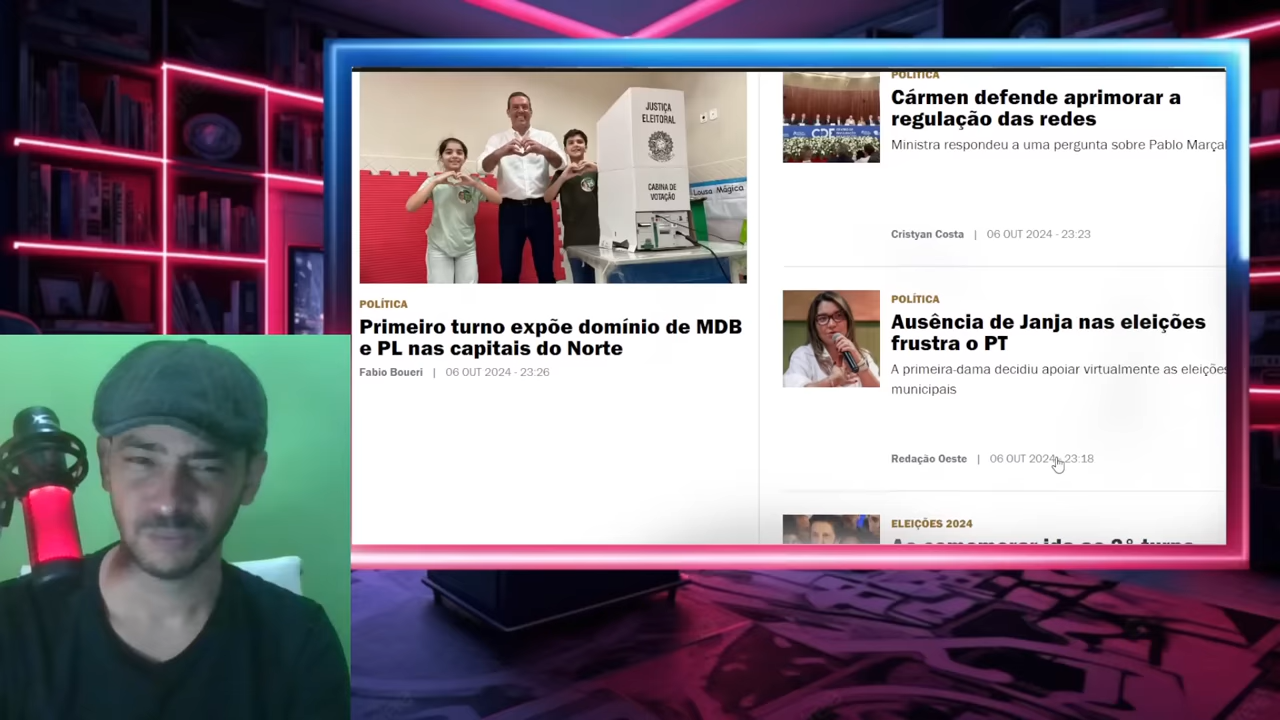 JUSTIÇA
ELEITORAL
CABINA DE
VOTAÇÃO
Lousa Mágica
POLÍTICA
Primeiro turno expõe domínio de MDB
e PL nas capitais do Norte
Fabio Boueri | 06 OUT 2024 - 23:26
POLÍTICA
Cármen defende aprimorar a
regulação das redes
Ministra respondeu a uma pergunta sobre Pablo Marçal
Cristyan Costa | 06 OUT 2024 - 23:23
POLÍTICA
Ausência de Janja nas eleições
frustra o PT
A primeira-dama decidiu apoiar virtualmente as eleições
municipais
Redação Oeste | 06 OUT 2024 - 23:18
ELEIÇÕES 2024